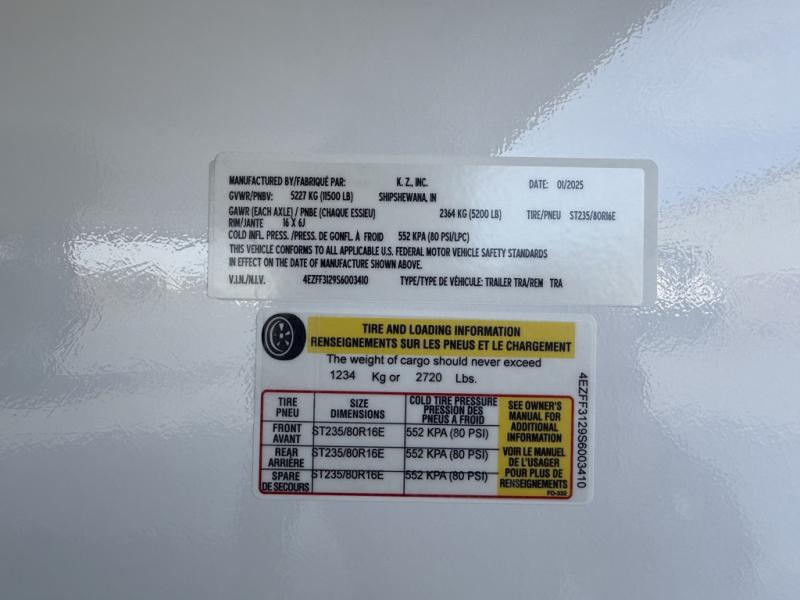 MANUFACTURED BY/FABRIQUÉ PAR: K. Z., INC. DATE: 01/2025
GVWR/PNBV: 5227 KG (11500 LB) SHIPSHEWANA, IN
GAWR (EACH AXLE) / PNBE (CHAQUE ESSIEU) 2364 KG (5200 LB) TIRE/PNEU ST235/80R16E
RIM/JANTE 16 X 6J
COLD INFL. PRESS. /PRESS. DE GONFL. À FROID 552 KPA (80 PSI/LPC)
THIS VEHICLE CONFORMS TO ALL APPLICABLE U.S. FEDERAL MOTOR VEHICLE SAFETY STANDARDS
IN EFFECT ON THE DATE OF MANUFACTURE SHOWN ABOVE.
V.I.N./N.I.V. 4EZFF3129S6003410 TYPE/TYPE DE VÉHICULE: TRAILER TRA/REM TRA
TIRE AND LOADING INFORMATION
RENSEIGNEMENTS SUR LES PNEUS ET LE CHARGEMENT
The weight of cargo should never exceed
1234 Kg or 2720 Lbs.
TIRE PNEU SIZE DIMENSIONS COLD TIRE PRESSURE PRESSION DES PNEUS À FROID
FRONT AVANT ST235/80R16E 552 KPA (80 PSI)
REAR ARRIÈRE ST235/80R16E 552 KPA (80 PSI)
SPARE DE SECOURS ST235/80R16E 552 KPA (80 PSI)
SEE OWNER'S
MANUAL FOR
ADDITIONAL
INFORMATION
VOIR LE MANUEL
DE L'USAGER
POUR PLUS DE
RENSEIGNEMENTS
FD-332
4EZFF3129S6003410